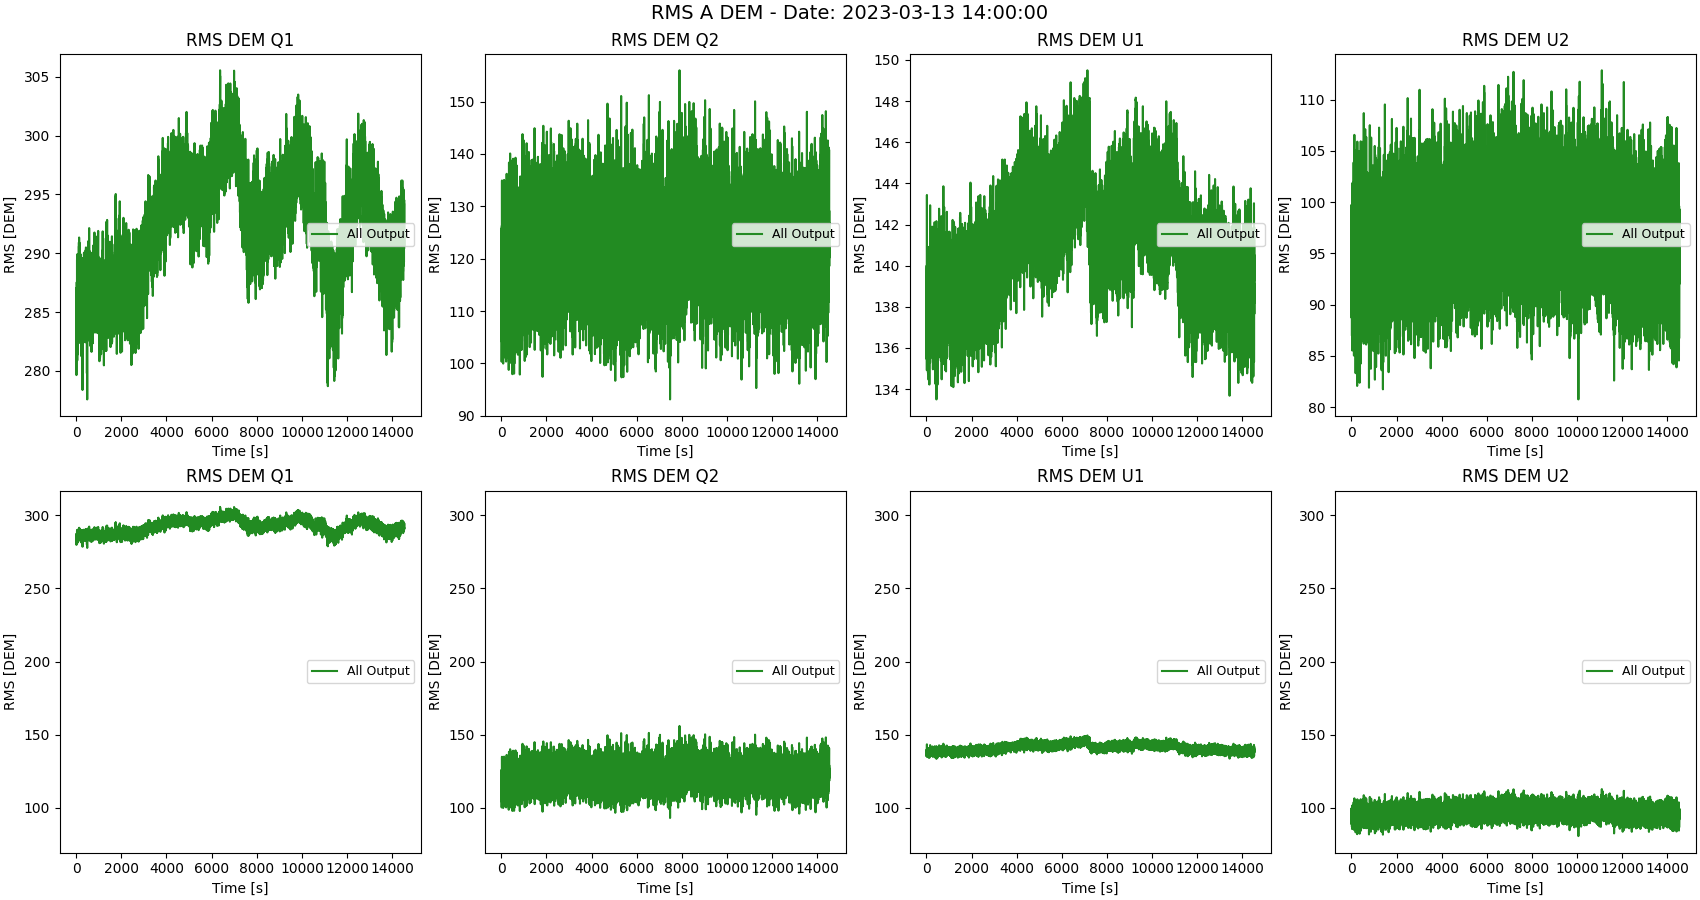 RMS A DEM - Date: 2023-03-13 14:00:00
RMS DEM Q1
RMS [DEM]
305
300
295
290
285
280
All Output
0 2000 4000 6000 8000 10000 12000 14000
Time [s]
RMS DEM Q2
RMS [DEM]
150
140
130
120
110
100
90
All Output
0 2000 4000 6000 8000 10000 12000 14000
Time [s]
RMS DEM U1
RMS [DEM]
150
148
146
144
142
140
138
136
134
All Output
0 2000 4000 6000 8000 10000 12000 14000
Time [s]
RMS DEM U2
RMS [DEM]
110
105
100
95
90
85
80
All Output
0 2000 4000 6000 8000 10000 12000 14000
Time [s]
RMS DEM Q1
RMS [DEM]
300
250
200
150
100
All Output
0 2000 4000 6000 8000 10000 12000 14000
Time [s]
RMS DEM Q2
RMS [DEM]
300
250
200
150
100
All Output
0 2000 4000 6000 8000 10000 12000 14000
Time [s]
RMS DEM U1
RMS [DEM]
300
250
200
150
100
All Output
0 2000 4000 6000 8000 10000 12000 14000
Time [s]
RMS DEM U2
RMS [DEM]
300
250
200
150
100
All Output
0 2000 4000 6000 8000 10000 12000 14000
Time [s]